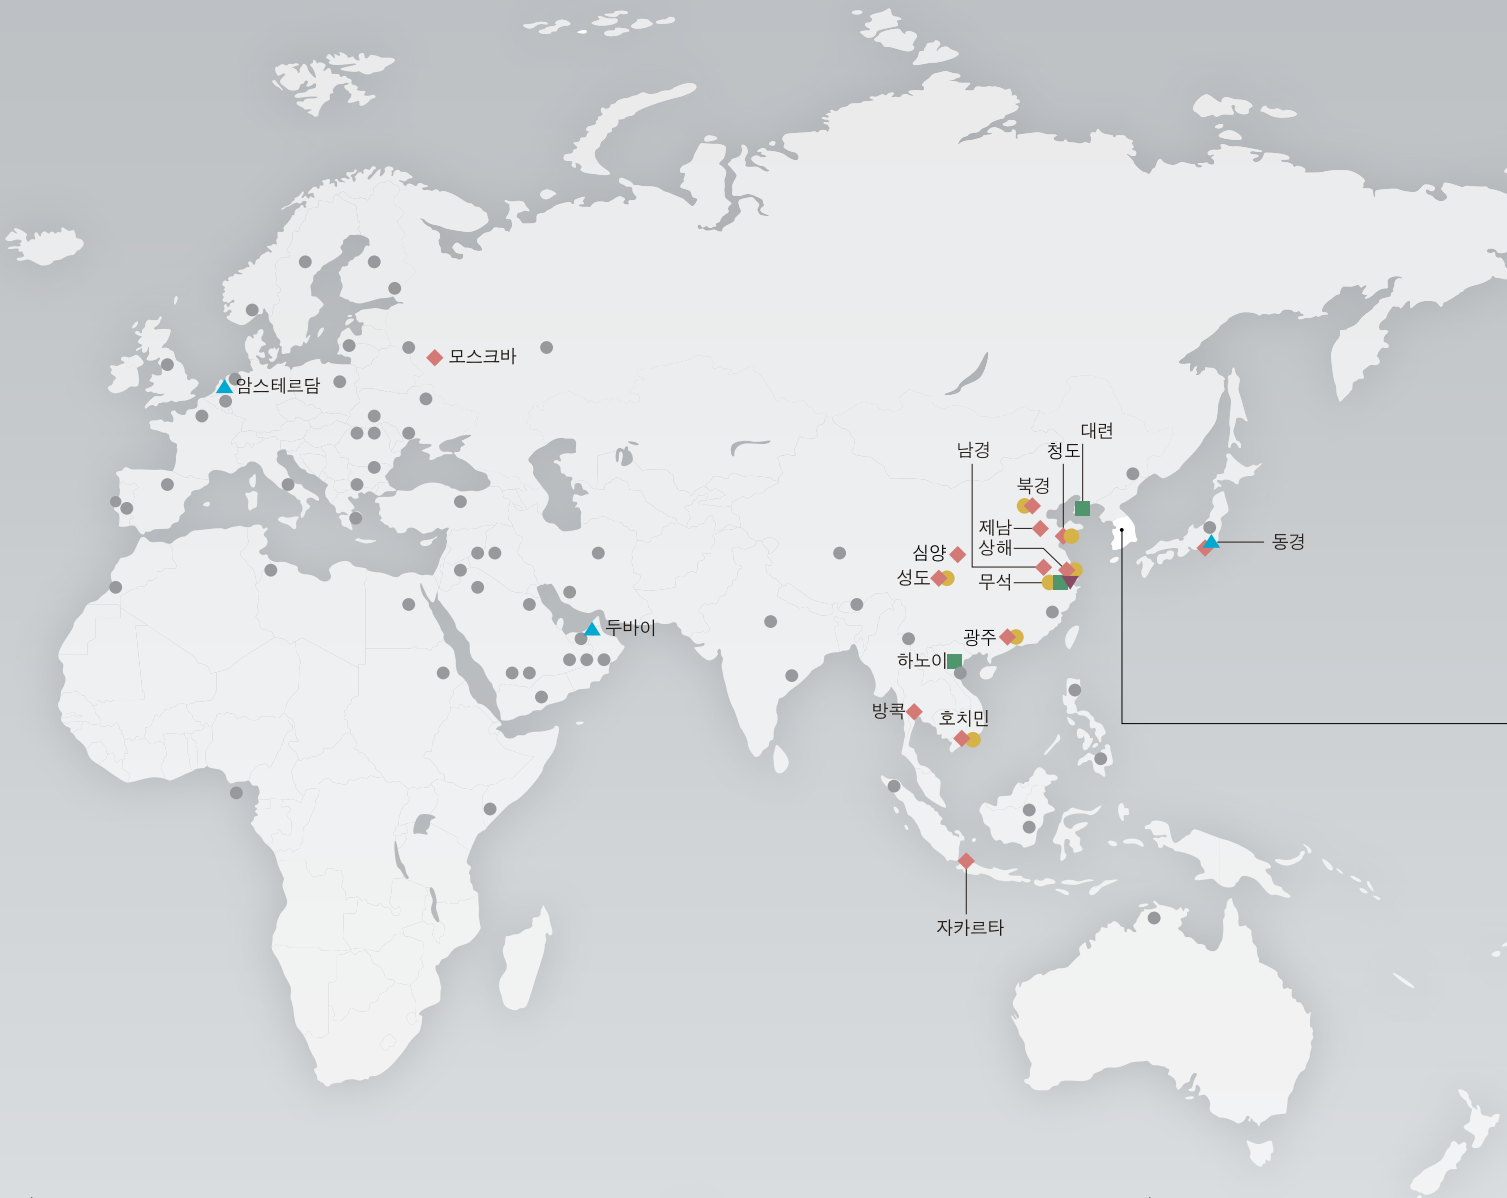 모스크바
암스테르담
대련
남경
청도
북경
제남
동경
상해
심양
성도
무석
두바이
광주
하노이
방콕
호치민
자카르타